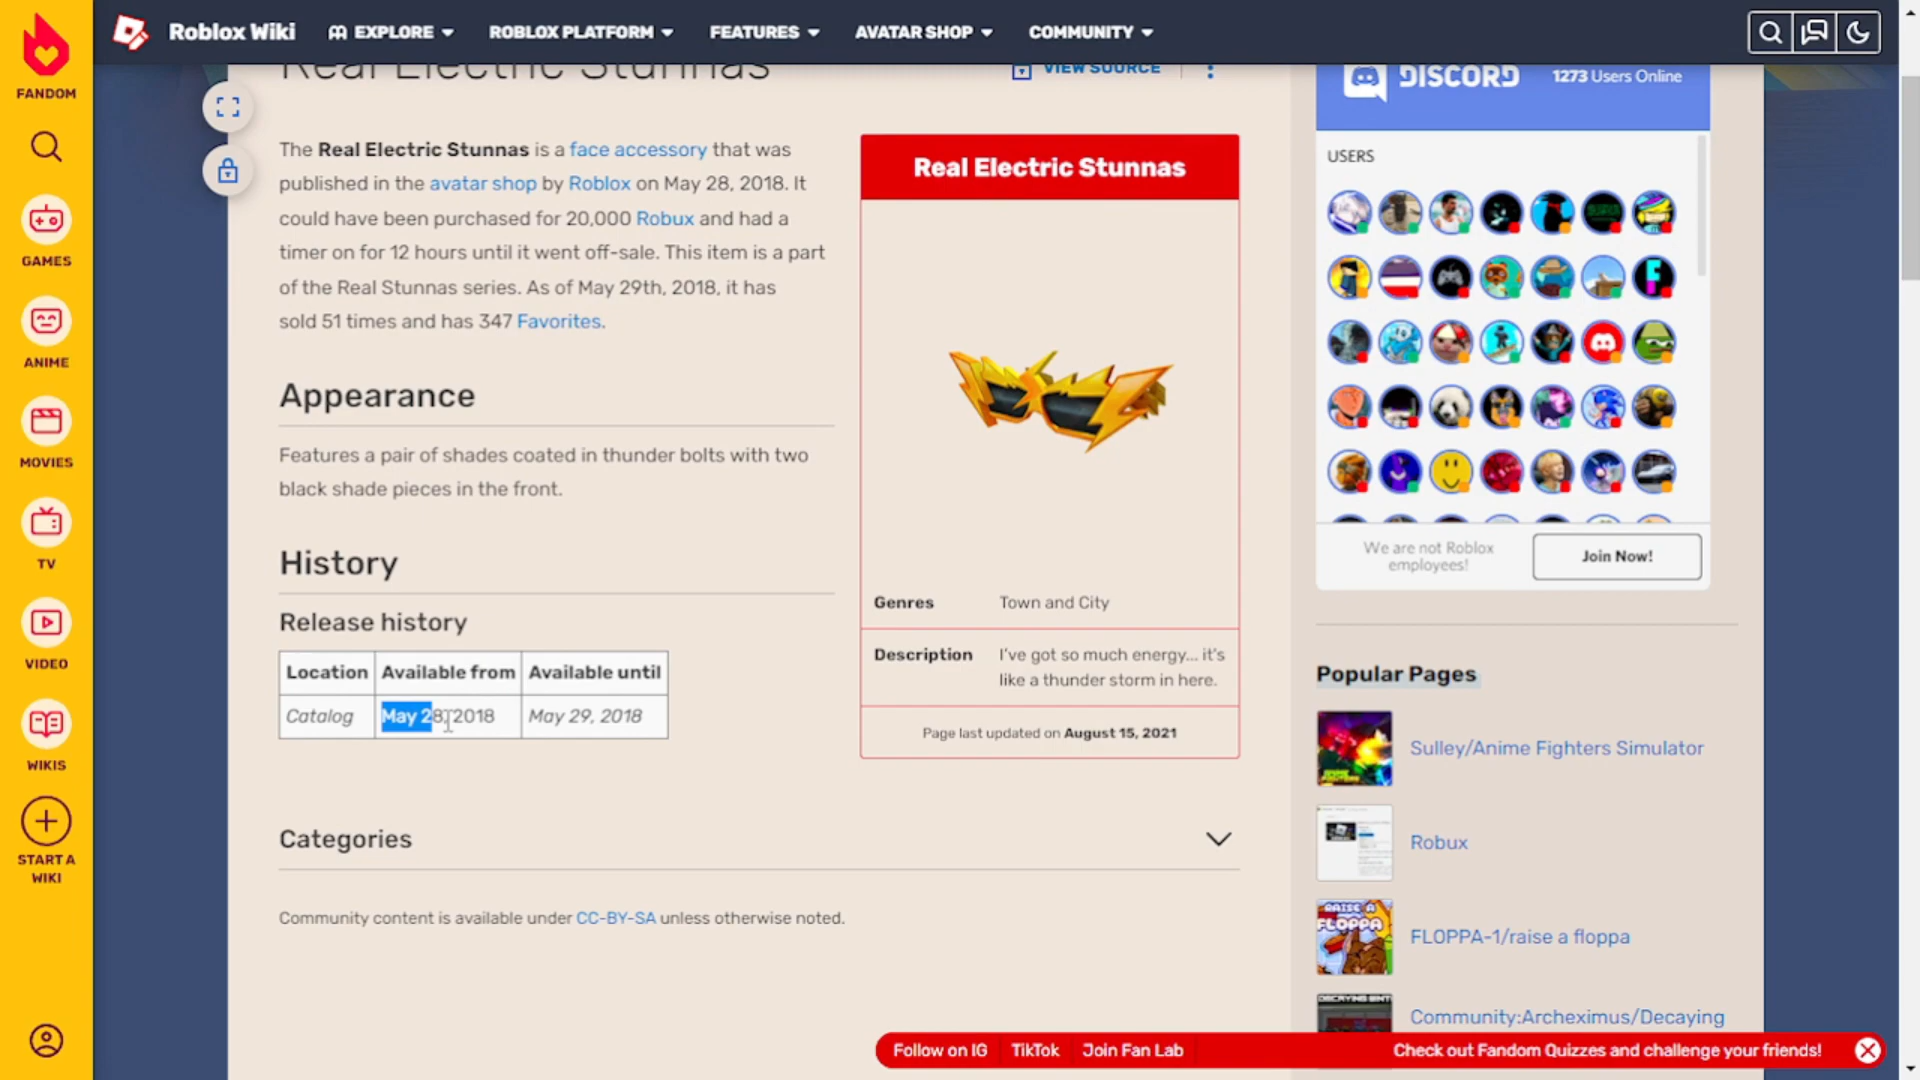 FANDOM
GAMES
ANIME
MOVIES
TV
VIDEO
WIKIS
START A
WIKI
Roblox Wiki
EXPLORE
ROBLOX PLATFORM
FEATURES
AVATAR SHOP
COMMUNITY
Real Electric Stunnas
VIEW SOURCE
The Real Electric Stunnas is a face accessory that was
published in the avatar shop by Roblox on May 28, 2018. It
could have been purchased for 20,000 Robux and had a
timer on for 12 hours until it went off-sale. This item is a part
of the Real Stunnas series. As of May 29th, 2018, it has
sold 51 times and has 347 Favorites.
Appearance
Features a pair of shades coated in thunder bolts with two
black shade pieces in the front.
History
Release history
Location Available from Available until
Catalog May 28, 2018 May 29, 2018
Real Electric Stunnas
Genres Town and City
Description I've got so much energy... it's
like a thunder storm in here.
Page last updated on August 15, 2021
Categories
Community content is available under CC-BY-SA unless otherwise noted.
DISCORD 1273 Users Online
USERS
We are not Roblox
employees!
Join Now!
Popular Pages
Sulley/Anime Fighters Simulator
Robux
RAISE A
FLOPPA
FLOPPA-1/raise a floppa
Community:Archeximus/Decaying
Follow on IG TikTok Join Fan Lab Check out Fandom Quizzes and challenge your friends!